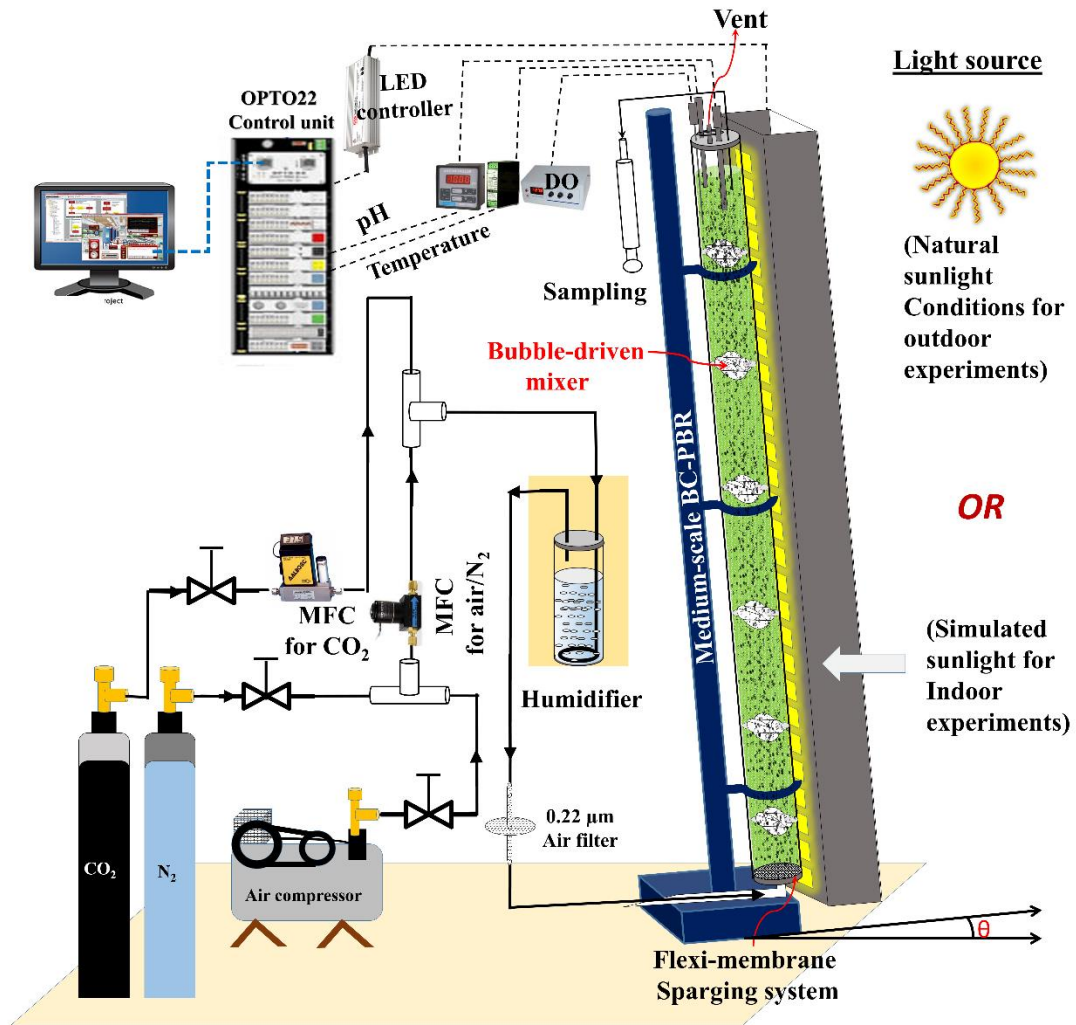 Vent
Light source
LED
controller
OPTO22
Control unit
DO
pH
Temperature
(Natural
sunlight
Conditions for
outdoor
experiments)
Sampling
Bubble-driven
mixer
Medium-scale BC-PBR
OR
MFC
for CO₂
MFC
for air/N₂
Humidifier
(Simulated
sunlight for
Indoor
experiments)
0.22 µm
Air filter
CO₂
N₂
Air compressor
θ
Flexi-membrane
Sparging system
roject